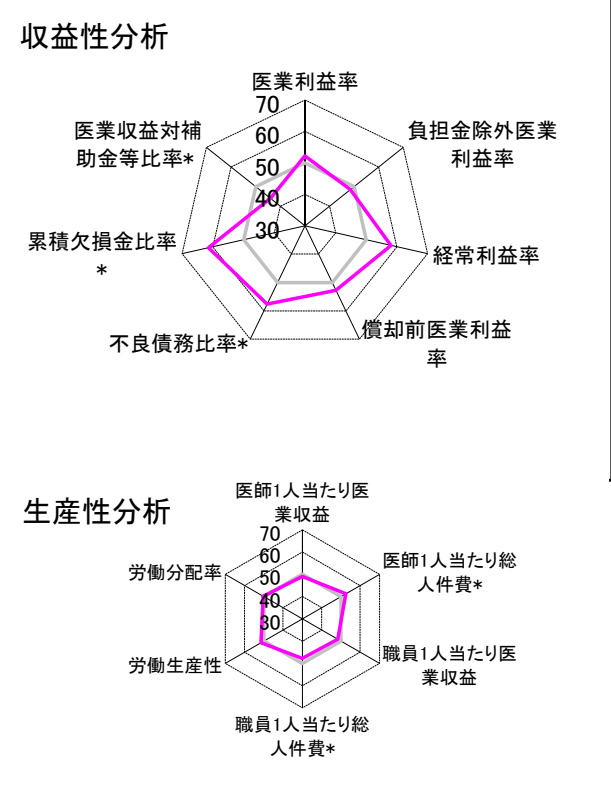 収益性分析
医業利益率
70
60
50
40
30
負担金除外医業
利益率
経常利益率
償却前医業利益
率
不良債務比率*
累積欠損金比率
*
医業収益対補
助金等比率*
生産性分析
医師1人当たり医
業収益
70
60
50
40
30
医師1人当たり総
人件費*
職員1人当たり医
業収益
職員1人当たり総
人件費*
労働生産性
労働分配率